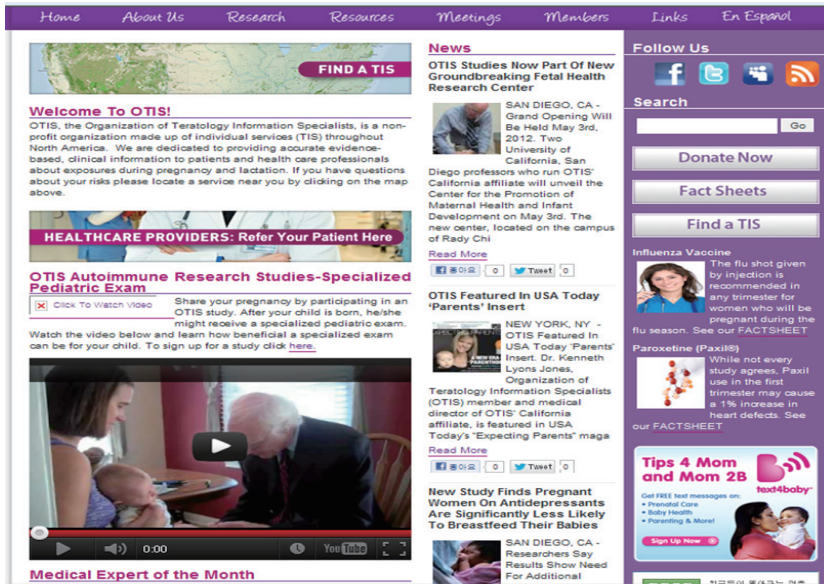 Home About Us Research Resources Meetings Members Links En Español
FIND A TIS
Welcome To OTIS!
OTIS, the Organization of Teratology Information Specialists, is a non-
profit organization made up of individual services (TIS) throughout
North America. We are dedicated to providing accurate evidence-
based, clinical information to patients and health care professionals
about exposures during pregnancy and lactation. If you have questions
about your risks please locate a service near you by clicking on the map
above.
HEALTHCARE PROVIDERS: Refer Your Patient Here
OTIS Autoimmune Research Studies-Specialized
Pediatric Exam
Click To Watch Video
Share your pregnancy by participating in an
OTIS study. After your child is born, he/she
might receive a specialized pediatric exam.
Watch the video below and learn how beneficial a specialized exam
can be for your child. To sign up for a study click here.
0:00
YouTube
Medical Expert of the Month
News
OTIS Studies Now Part Of New
Groundbreaking Fetal Health
Research Center
SAN DIEGO, CA -
Grand Opening Will
Be Held May 3rd,
2012. Two
University of
California, San
Diego professors who run OTIS'
California affiliate will unveil the
Center for the Promotion of
Maternal Health and Infant
Development on May 3rd. The
new center, located on the campus
of Rady Chi
Read More
좋아요 0 Tweet 0
OTIS Featured In USA Today
'Parents' Insert
NEW YORK, NY -
OTIS Featured In
USA Today 'Parents'
Insert. Dr. Kenneth
Lyons Jones,
Organization of
Teratology Information Specialists
(OTIS) member and medical
director of OTIS' California
affiliate, is featured in USA
Today's "Expecting Parents" maga
Read More
좋아요 0 Tweet 0
New Study Finds Pregnant
Women On Antidepressants
Are Significantly Less Likely
To Breastfeed Their Babies
SAN DIEGO, CA -
Researchers Say
Results Show Need
For Additional
Follow Us
Search
Go
Donate Now
Fact Sheets
Find a TIS
Influenza Vaccine
The flu shot given
by injection is
recommended in
any trimester for
women who will be
pregnant during the
flu season. See our FACTSHEET
Paroxetine (Paxil®)
While not every
study agrees, Paxil
use in the first
trimester may cause
a 1% increase in
heart defects. See
our FACTSHEET
Tips 4 Mom
and Mom 2B
text4baby
Get FREE text messages on:
• Prenatal Care
• Baby Health
• Parenting & More!
Sign Up Now